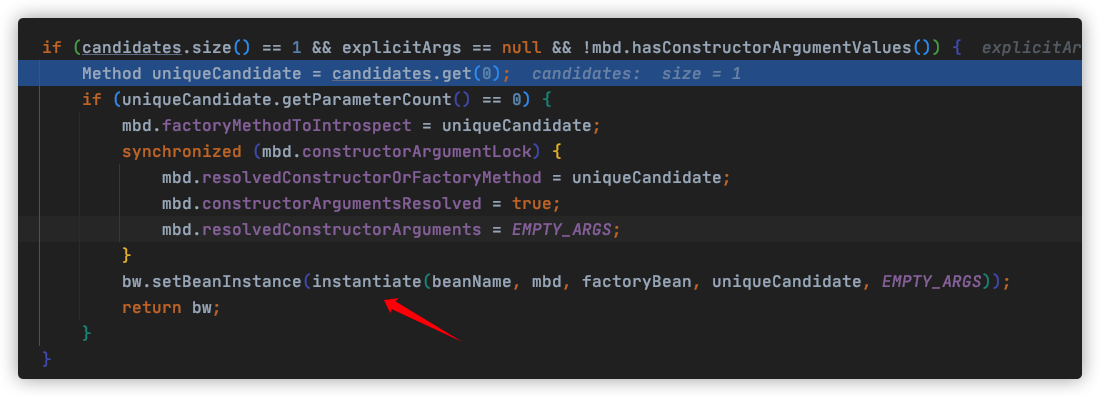 if (candidates.size() == 1 && explicitArgs == null && !mbd.hasConstructorArgumentValues()) {  explicitAr
Method uniqueCandidate = candidates.get(0);  candidates:  size = 1
if (uniqueCandidate.getParameterCount() == 0) {
mbd.factoryMethodToIntrospect = uniqueCandidate;
synchronized (mbd.constructorArgumentLock) {
mbd.resolvedConstructorOrFactoryMethod = uniqueCandidate;
mbd.constructorArgumentsResolved = true;
mbd.resolvedConstructorArguments = EMPTY_ARGS;
}
bw.setBeanInstance(instantiate(beanName, mbd, factoryBean, uniqueCandidate, EMPTY_ARGS));
return bw;
}
}